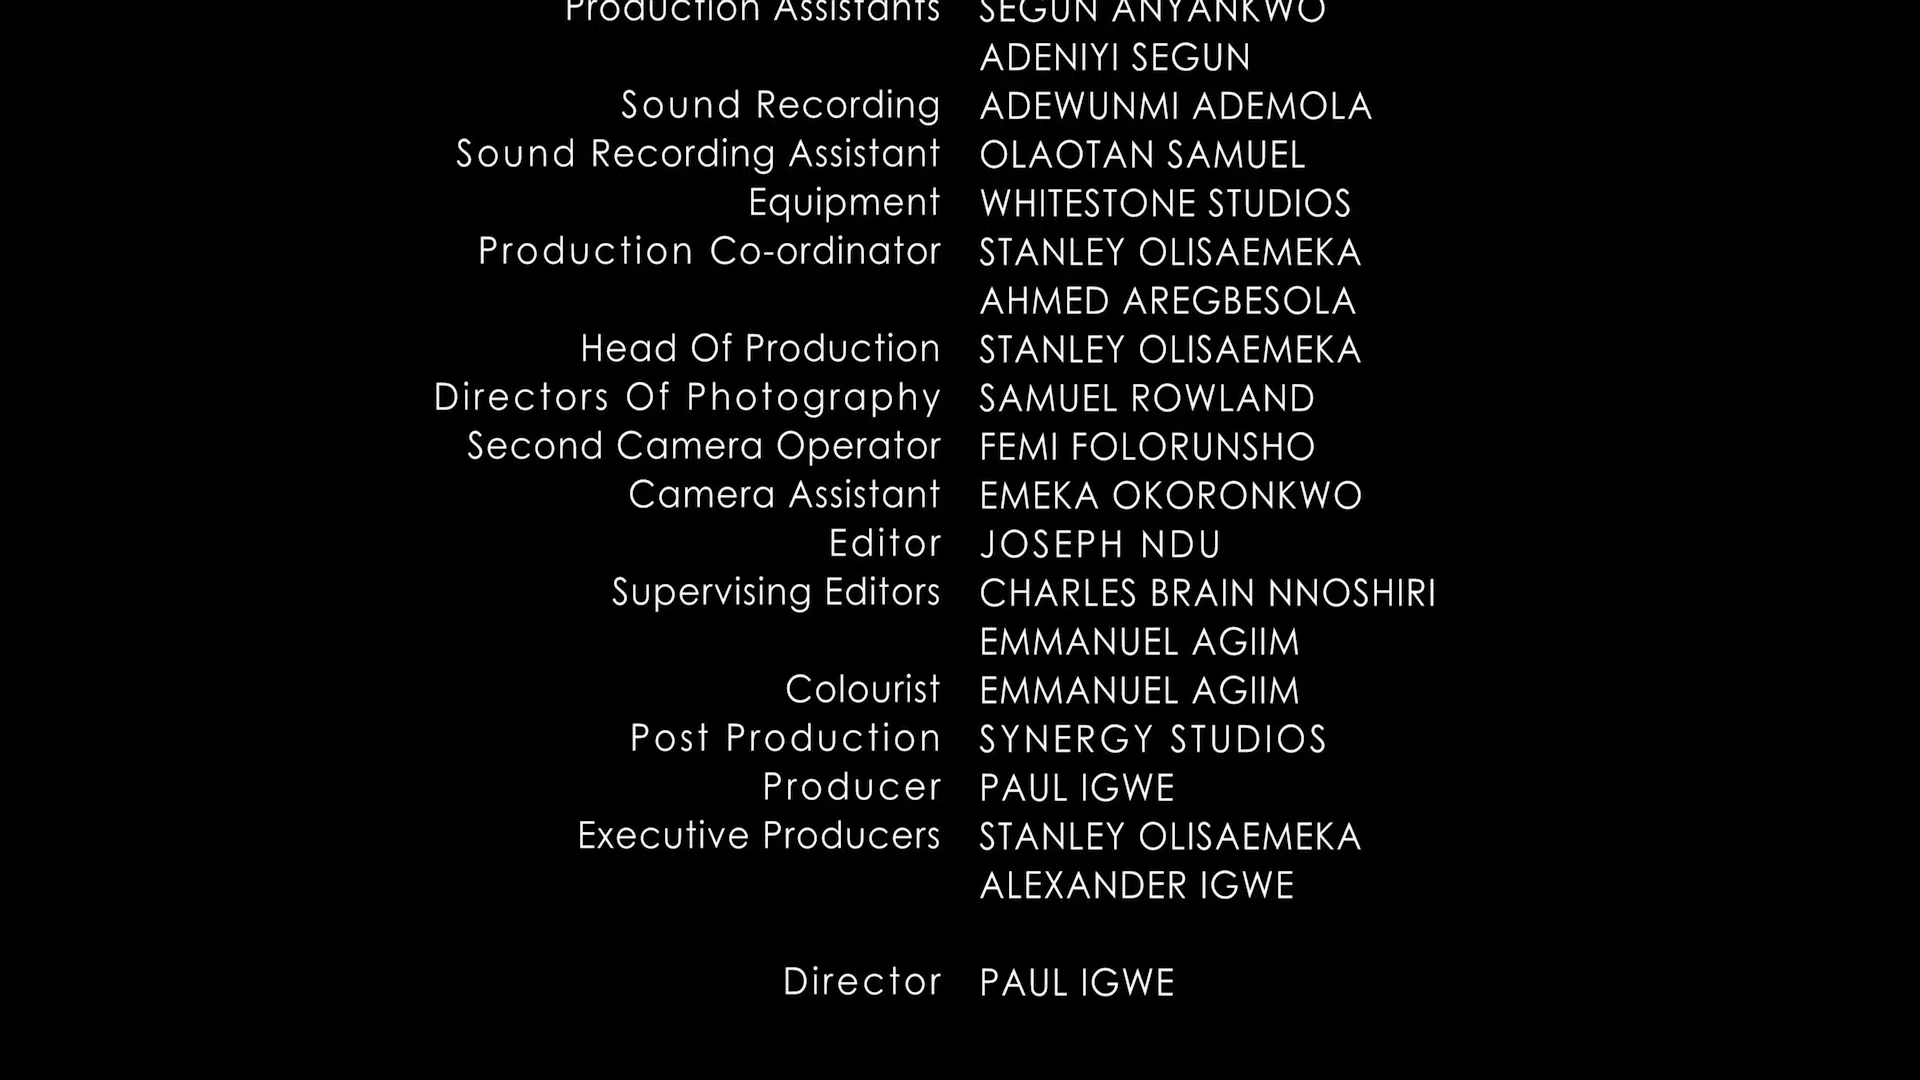 Production Assistants SEGUN ANYANKWO
ADENIYI SEGUN
Sound Recording ADEWUNMI ADEMOLA
Sound Recording Assistant OLAOTAN SAMUEL
Equipment WHITESTONE STUDIOS
Production Co-ordinator STANLEY OLISAEMEKA
AHMED AREGBESOLA
Head Of Production STANLEY OLISAEMEKA
Directors Of Photography SAMUEL ROWLAND
Second Camera Operator FEMI FOLORUNSHO
Camera Assistant EMEKA OKORONKWO
Editor JOSEPH NDU
Supervising Editors CHARLES BRAIN NNOSHIRI
EMMANUEL AGIIM
Colourist EMMANUEL AGIIM
Post Production SYNERGY STUDIOS
Producer PAUL IGWE
Executive Producers STANLEY OLISAEMEKA
ALEXANDER IGWE
Director PAUL IGWE